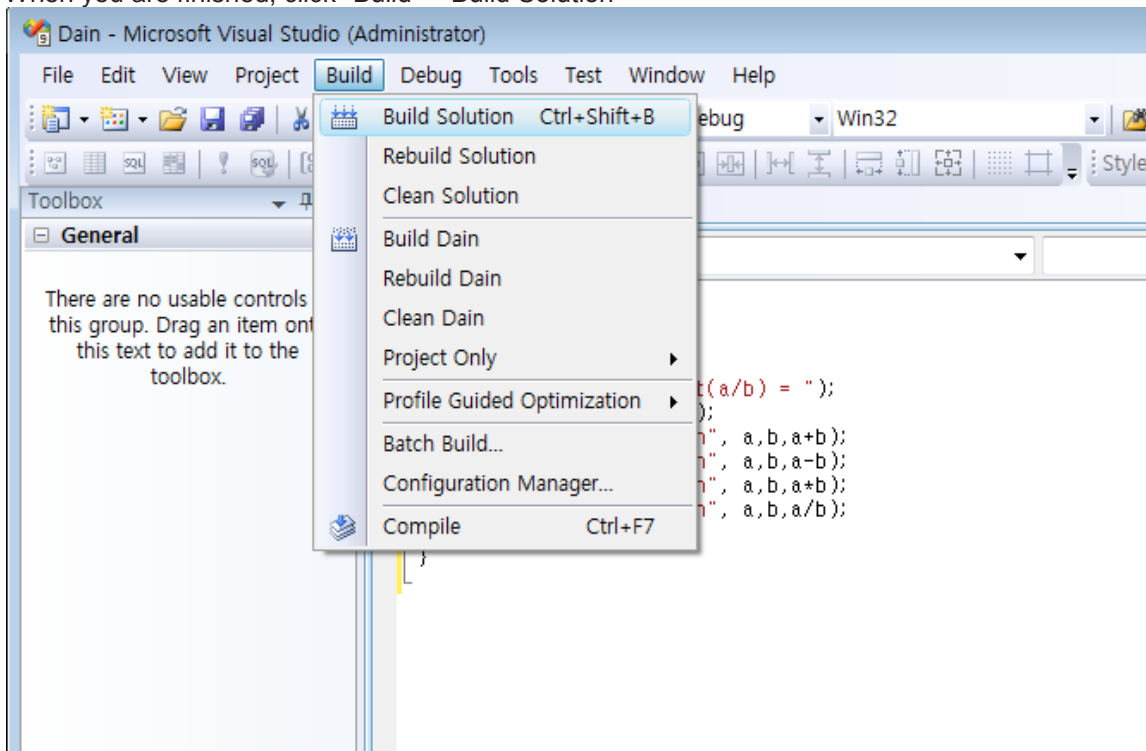 When you are finished, click "Build" - "Build Solution"
Dain - Microsoft Visual Studio (Administrator)
File Edit View Project Build Debug Tools Test Window Help
Build Solution Ctrl+Shift+B
ebug
Win32
Rebuild Solution
Style
Clean Solution
Toolbox
General
Build Dain
Rebuild Dain
There are no usable controls
this group. Drag an item ont
this text to add it to the
toolbox.
Clean Dain
Project Only
Profile Guided Optimization
Batch Build...
Configuration Manager...
Compile Ctrl+F7
t(a/b) = ");
);
n", a,b,a+b);
n", a,b,a-b);
n", a,b,a*b);
n", a,b,a/b);
}